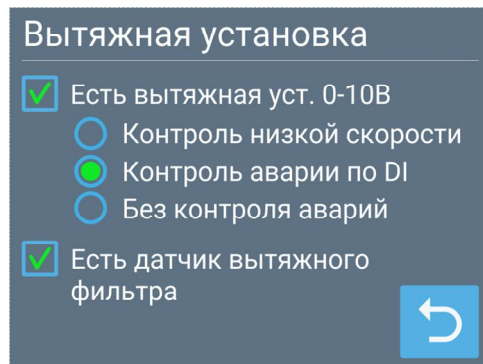 Вытяжная установка
Есть вытяжная уст. 0-10В
Контроль низкой скорости
Контроль аварии по DI
Без контроля аварий
Есть датчик вытяжного
фильтра